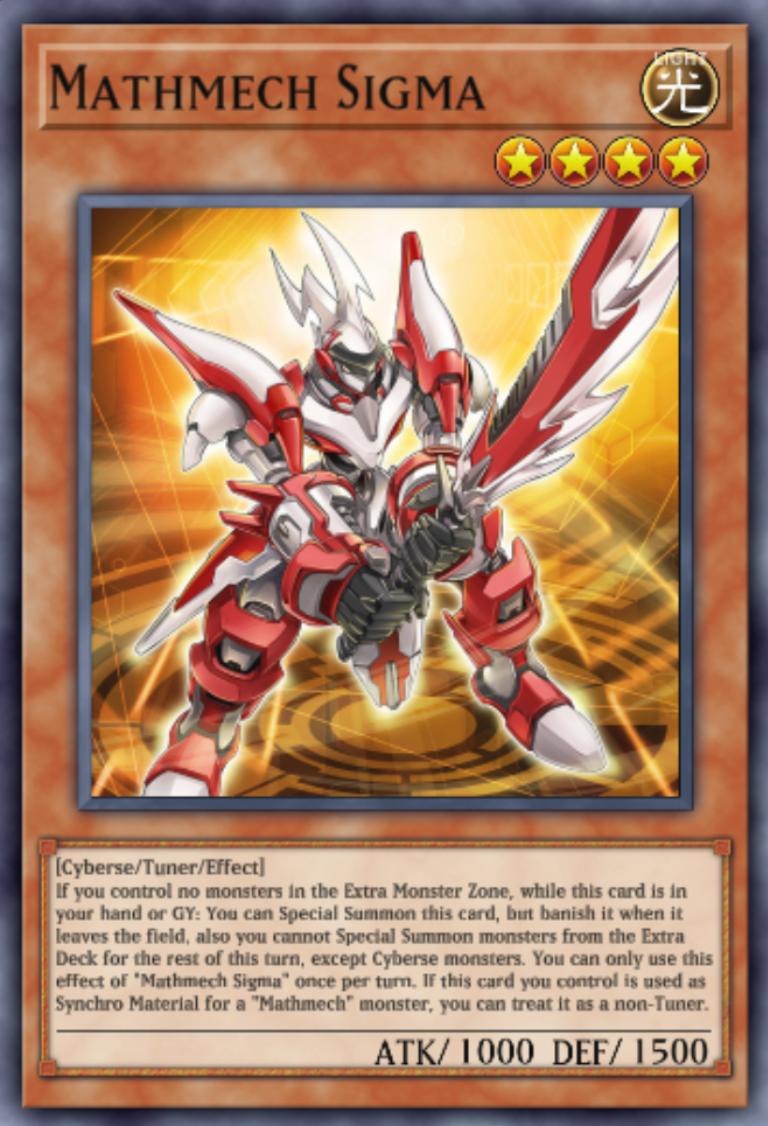 Mathmech Sigma
LIGHT
光
[Cyberse/Tuner/Effect]
If you control no monsters in the Extra Monster Zone, while this card is in
your hand or GY: You can Special Summon this card, but banish it when it
leaves the field, also you cannot Special Summon monsters from the Extra
Deck for the rest of this turn, except Cyberse monsters. You can only use this
effect of "Mathmech Sigma" once per turn. If this card you control is used as
Synchro Material for a "Mathmech" monster, you can treat it as a non-Tuner.
ATK/ 1000 DEF/ 1500